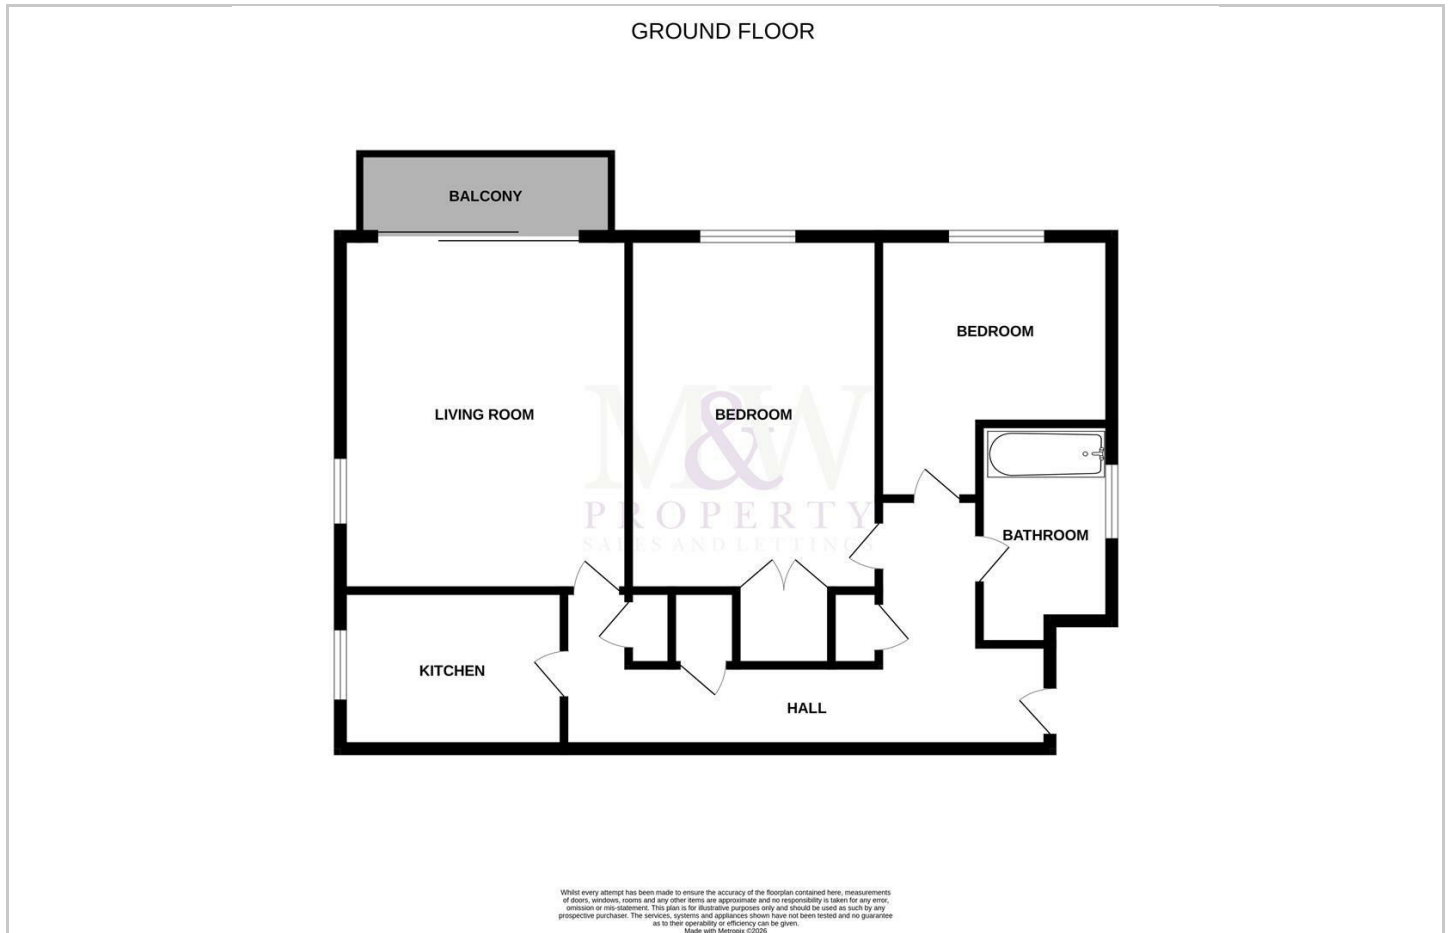 GROUND FLOOR
BALCONY
BEDROOM
LIVING ROOM
BEDROOM
M&W
PROPERTY
SALES AND LETTINGS
BATHROOM
KITCHEN
HALL
Whilst every attempt has been made to ensure the accuracy of the floorplan contained here, measurements
of doors, windows, rooms and any other items are approximate and no responsibility is taken for any error,
omission or mis-statement. This plan is for illustrative purposes only and should be used as such by any
prospective purchaser. The services, systems and appliances shown have not been tested and no guarantee
as to their operability or efficiency can be given.
Made with Metropix ©2026